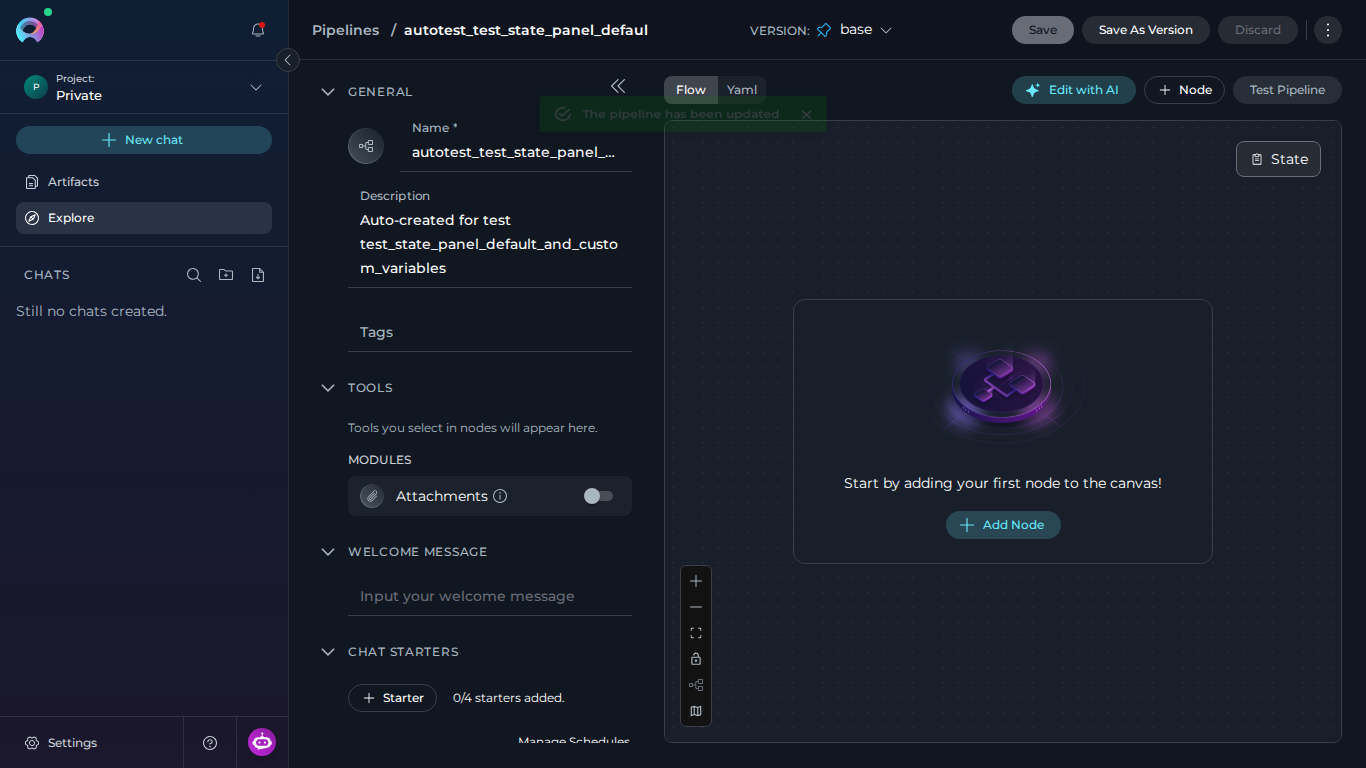 Pipelines / autotest_test_state_panel_defaul
VERSION: base
Save
Save As Version
Discard
P
Project:
Private
New chat
Artifacts
Explore
CHATS
Still no chats created.
Settings
GENERAL
Name *
autotest_test_state_panel_...
Description
Auto-created for test
test_state_panel_default_and_custo
m_variables
Tags
TOOLS
Tools you select in nodes will appear here.
MODULES
Attachments
WELCOME MESSAGE
Input your welcome message
CHAT STARTERS
Starter
0/4 starters added.
Manage Schedules
Flow
Yaml
Edit with AI
Node
Test Pipeline
The pipeline has been updated
State
Start by adding your first node to the canvas!
Add Node